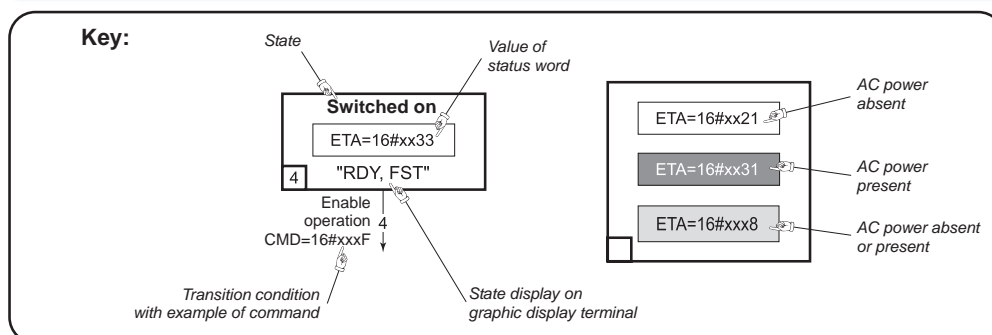 Key:
State
Value of
status word
Switched on
ETA=16#xx33
4
"RDY, FST"
Enable
operation 4
CMD=16#xxxF
Transition condition
with example of command
State display on
graphic display terminal
ETA=16#xx21
ETA=16#xx31
ETA=16#xxx8
AC power
absent
AC power
present
AC power absent
or present